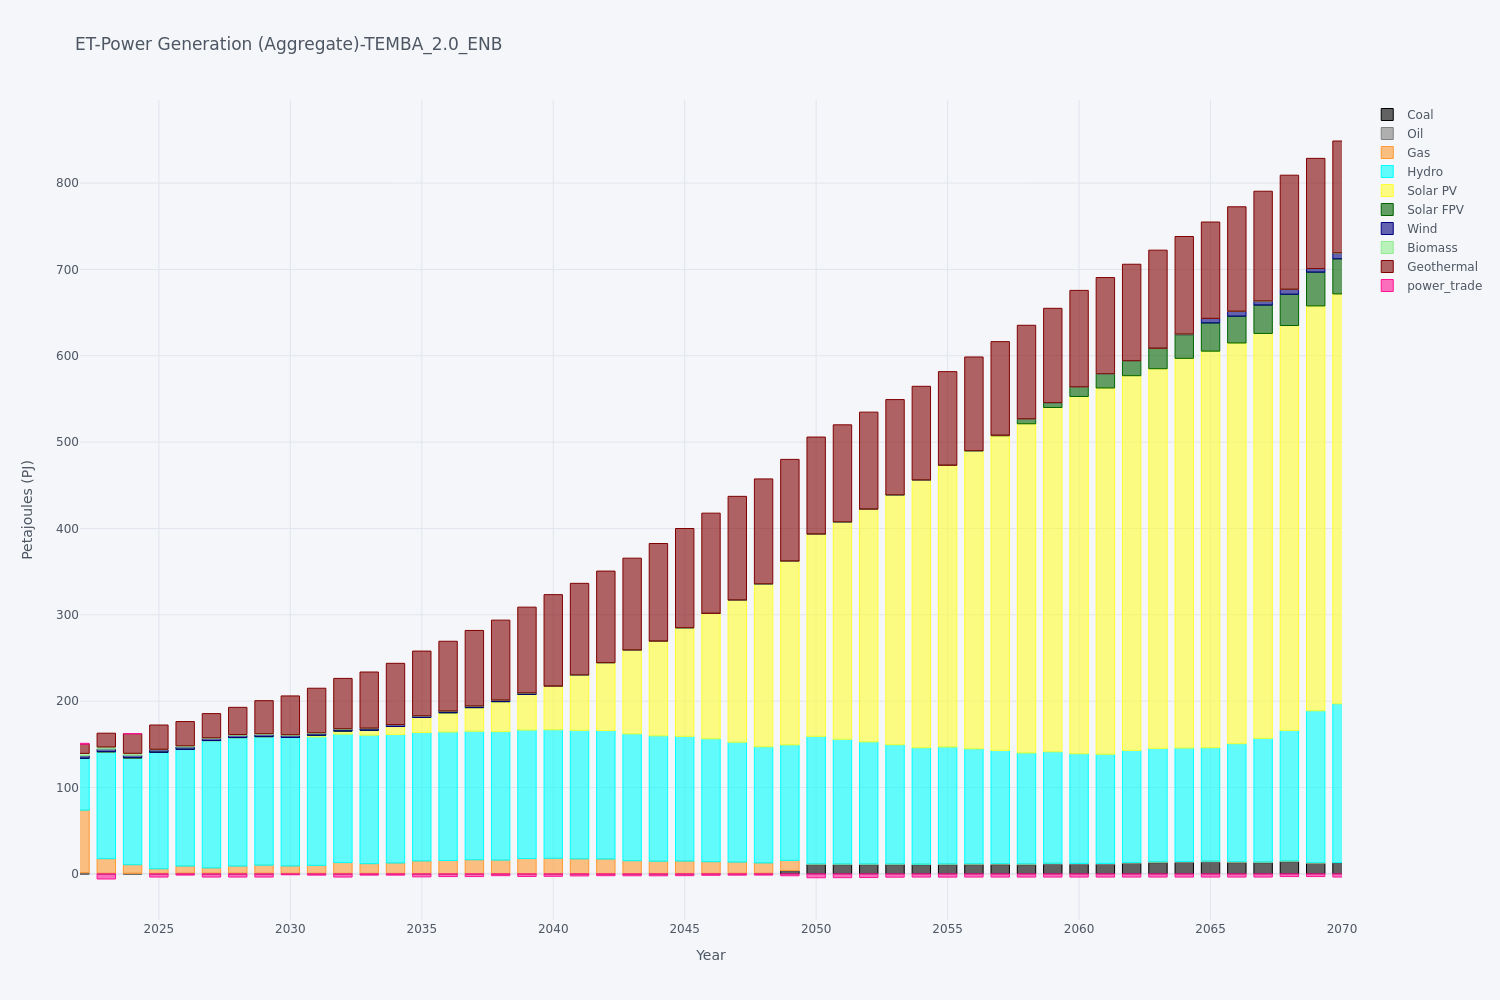 ET-Power Generation (Aggregate)-TEMBA_2.0_ENB
Coal
Oil
Gas
Hydro
Solar PV
Solar FPV
Wind
Biomass
Geothermal
power_trade
Petajoules (PJ)
800
700
600
500
400
300
200
100
0
2025 2030 2035 2040 2045 2050 2055 2060 2065 2070
Year